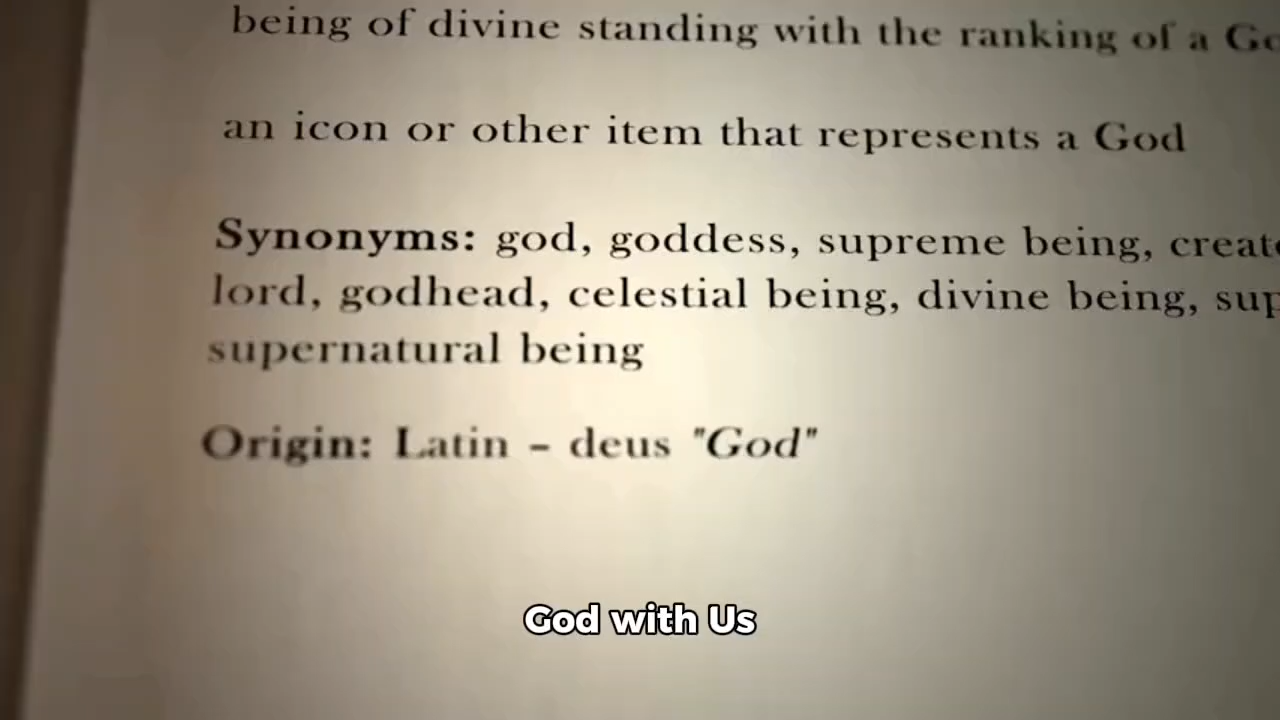 being of divine standing with the ranking of a
an icon or other item that represents a God
Synonyms: god, goddess, supreme being,
lord, godhead, celestial being, divine being,
supernatural being
Origin: Latin - deus "God"
God with Us